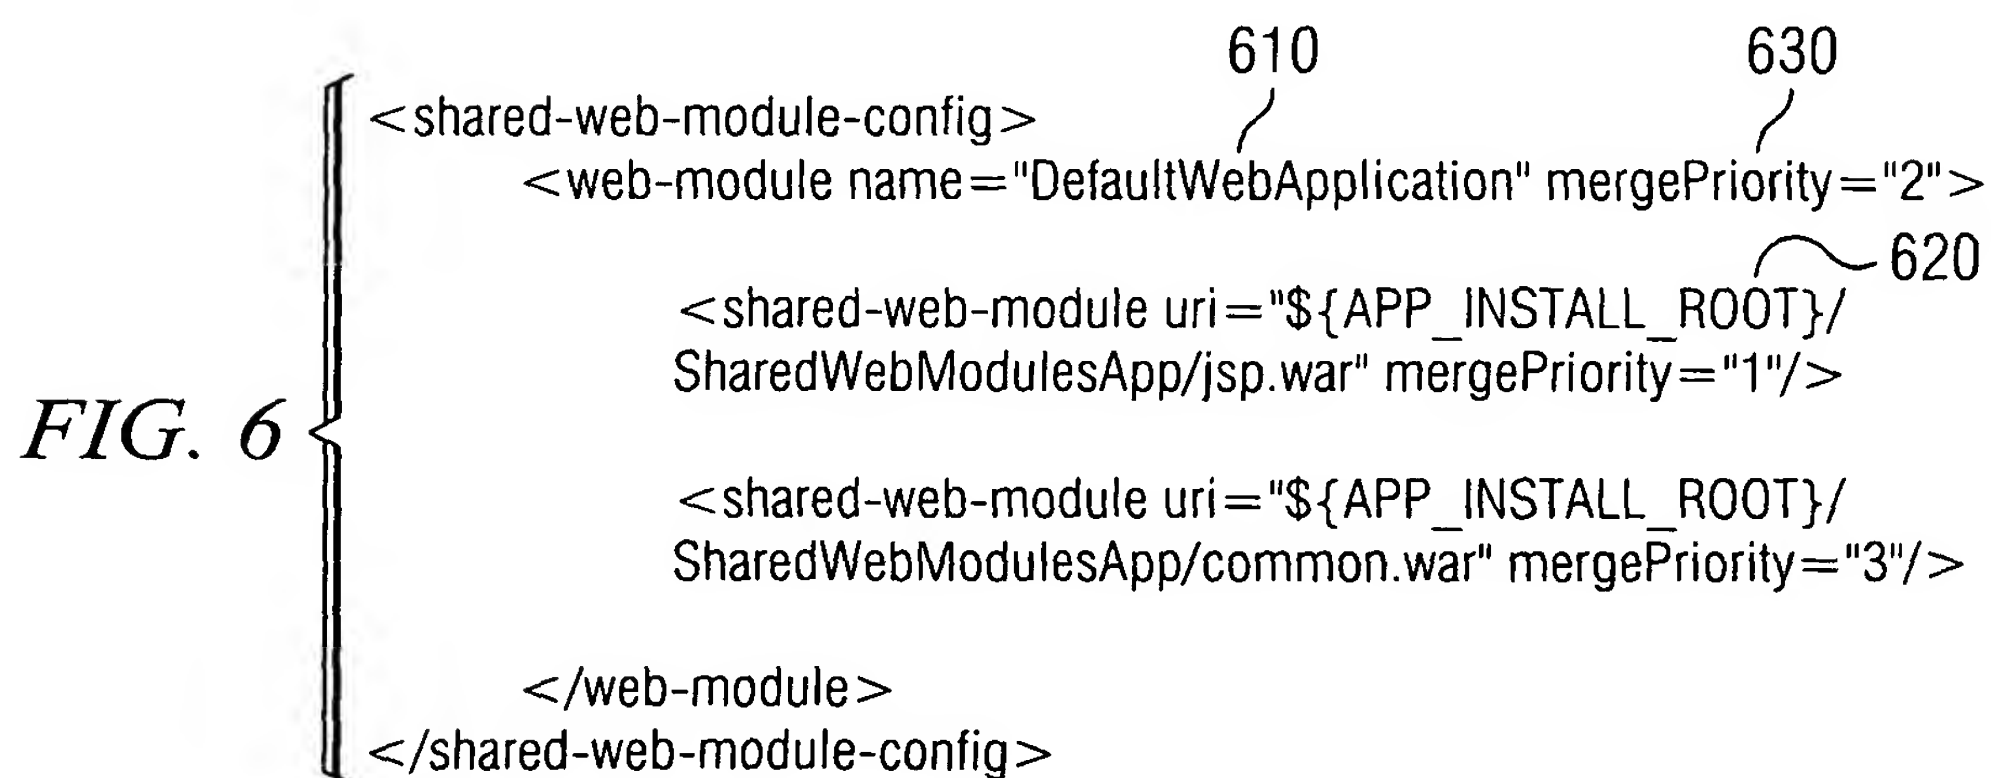 610 630
<shared-web-module-config>
<web-module name="DefaultWebApplication" mergePriority="2">
620
<shared-web-module uri="${APP_INSTALL_ROOT}/
SharedWebModulesApp/jsp.war" mergePriority="1"/>
FIG. 6
<shared-web-module uri="${APP_INSTALL_ROOT}/
SharedWebModulesApp/common.war" mergePriority="3"/>
</web-module>
</shared-web-module-config>